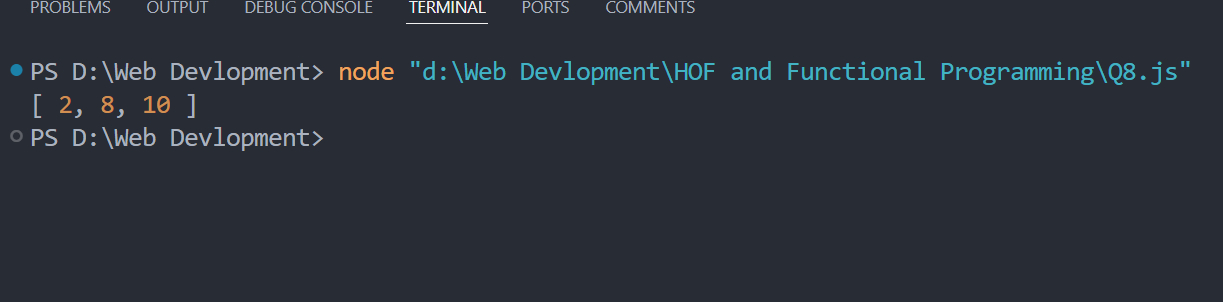 PROBLEMS OUTPUT DEBUG CONSOLE TERMINAL PORTS COMMENTS
PS D:\Web Devlopment> node "d:\Web Devlopment\HOF and Functional Programming\Q8.js"
[ 2, 8, 10 ]
PS D:\Web Devlopment>